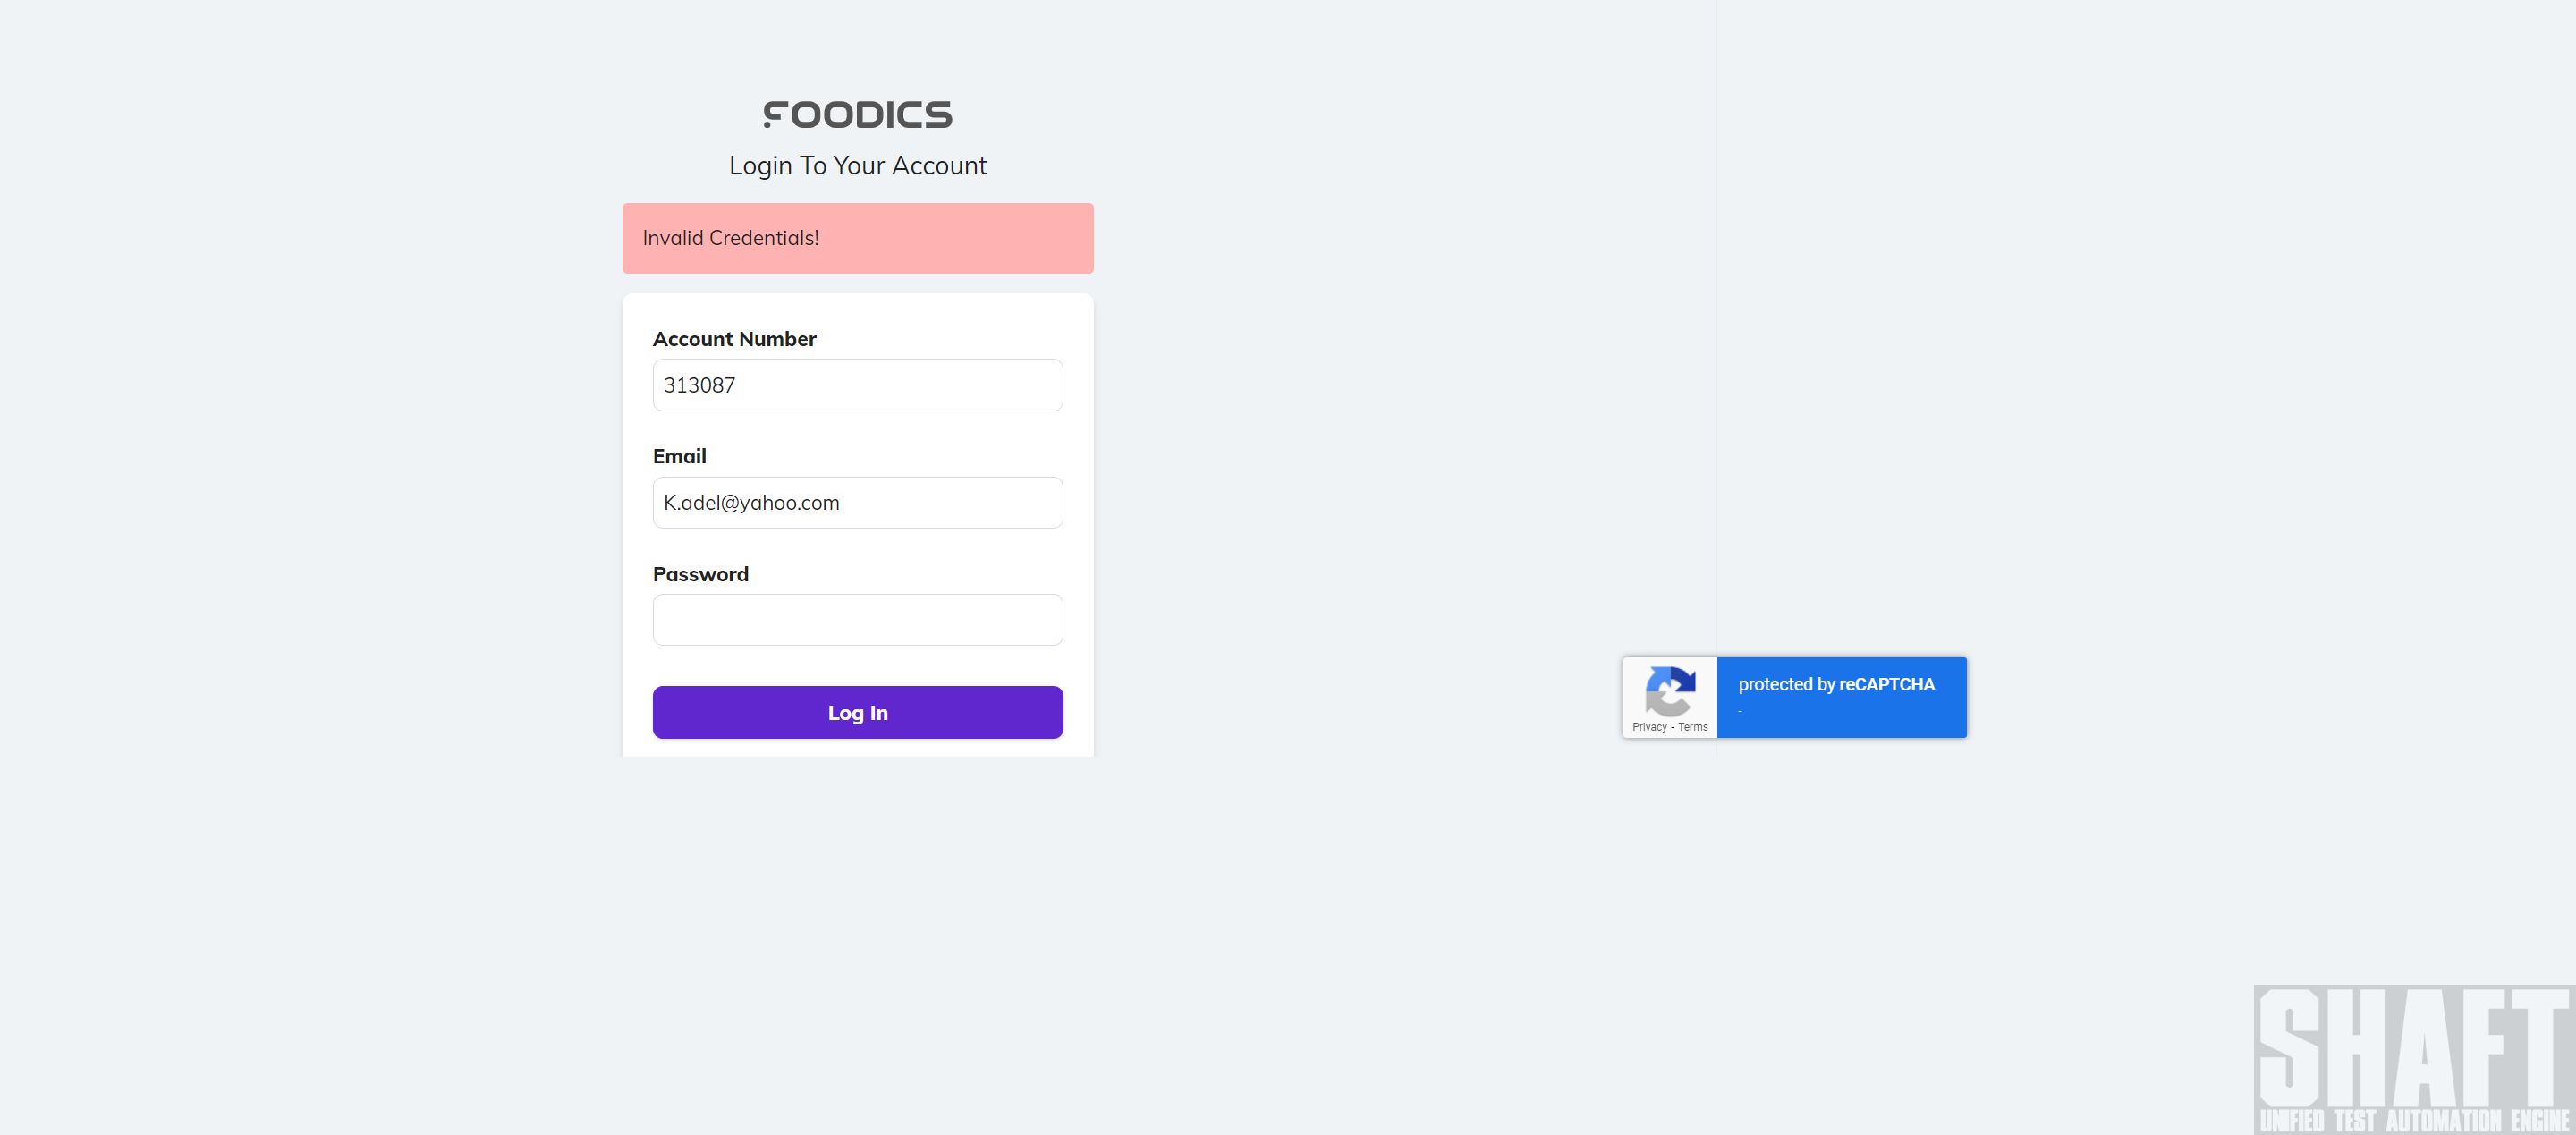 FOODICS
Login To Your Account
Invalid Credentials!
Account Number
313087
Email
K.adel@yahoo.com
Password
Log In
protected by reCAPTCHA
-
Privacy - Terms
SHAFT
UNIFIED TEST AUTOMATION ENGINE